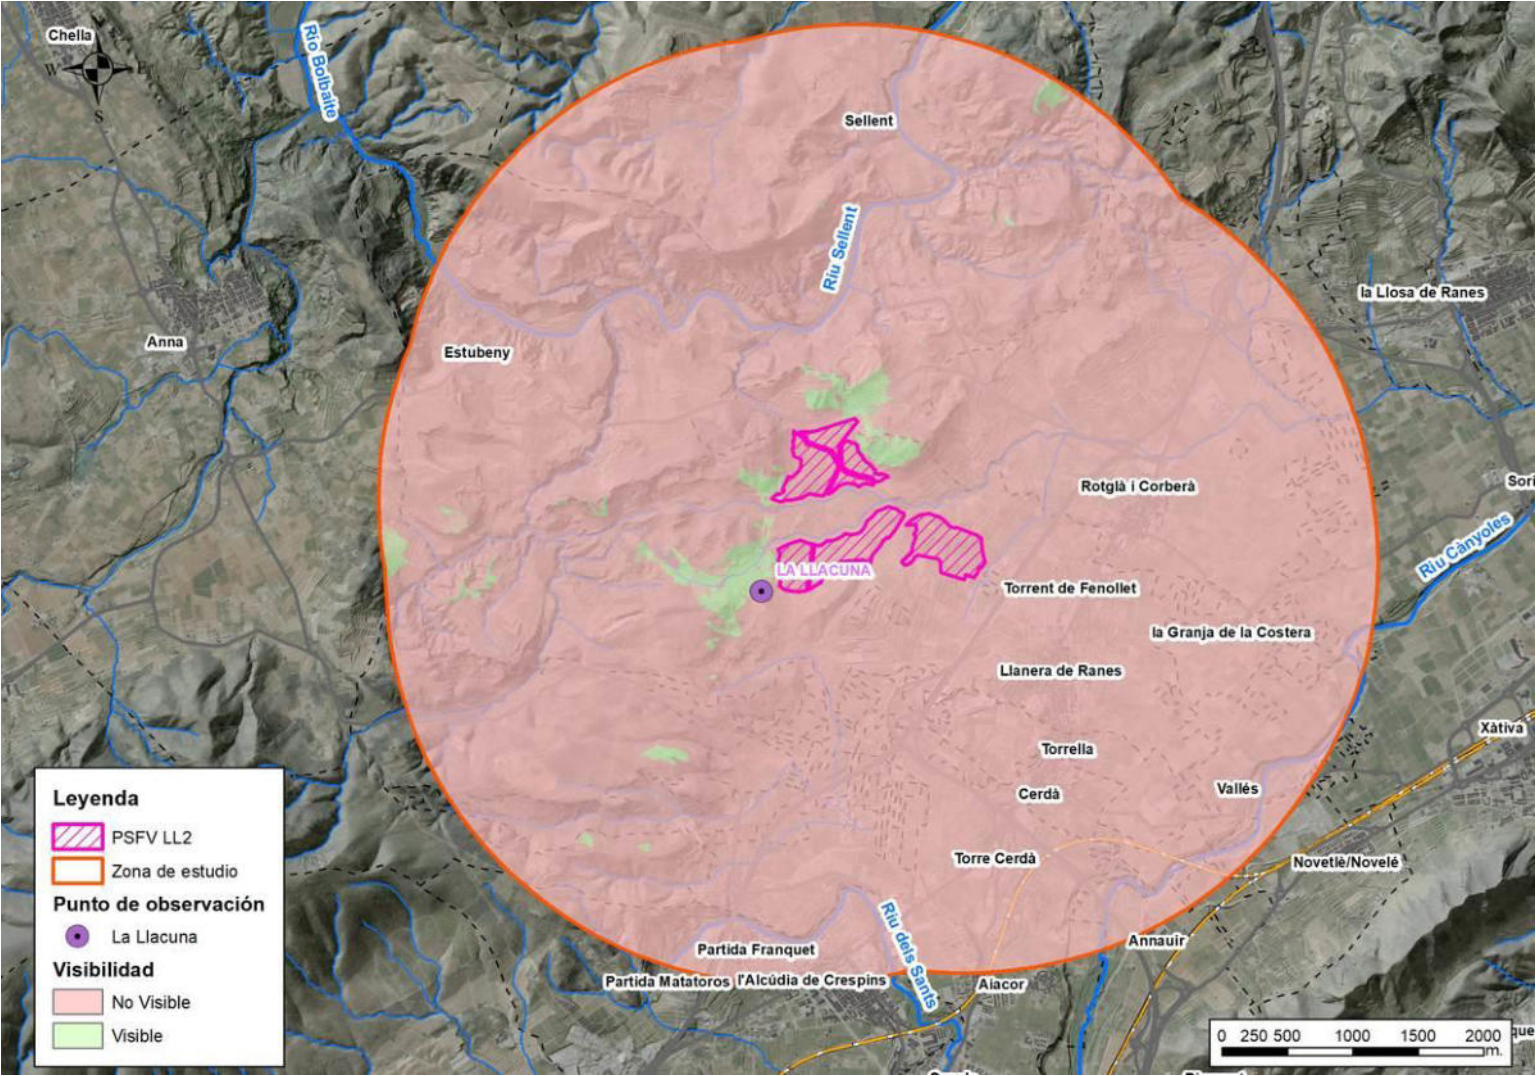 Chella
W
E
S
Río Bolbaite
Sellent
Riu Sellent
la Llosa de Ranes
Anna
Estubeny
Rotglà i Corberà
Riu Cànyoles
LA LLACUNA
Torrent de Fenollet
la Granja de la Costera
Llanera de Ranes
Xàtiva
Torrella
Vallés
Cerdà
Torre Cerdà
Novetlè/Novelé
Riu dels Sants
Annauir
Partida Franquet
Partida Matatoros
l'Alcúdia de Crespins
Aiacor
Leyenda
PSFV LL2
Zona de estudio
Punto de observación
La Llacuna
Visibilidad
No Visible
Visible
0 250 500 1000 1500 2000
m.